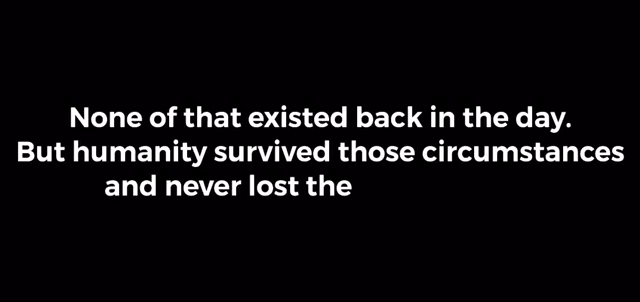 None of that existed back in the day.
But humanity survived those circumstances
and never lost the